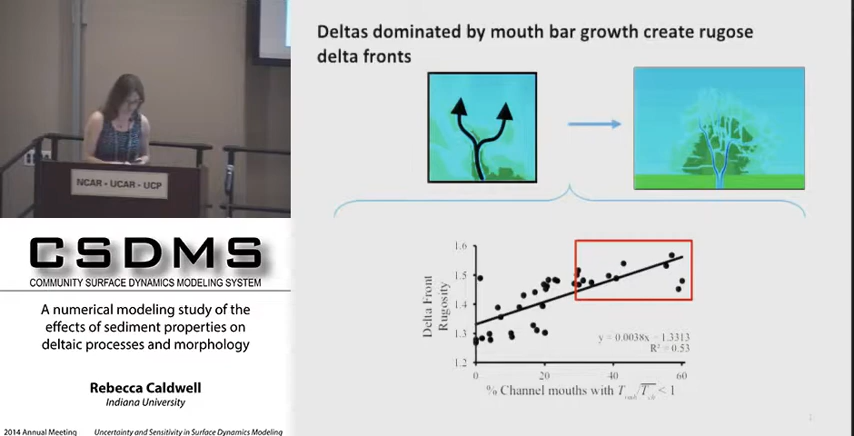 Deltas dominated by mouth bar growth create rugose
delta fronts
NCAR - UCAR - UCP
CSDMS
COMMUNITY SURFACE DYNAMICS MODELING SYSTEM
A numerical modeling study of the
effects of sediment properties on
deltaic processes and morphology
Rebecca Caldwell
Indiana University
2014 Annual Meeting
Uncertainty and Sensitivity in Surface Dynamics Modeling
Delta Front
Rugosity
1.6
1.5
1.4
1.3
1.2
y = 0.0038x + 1.3313
R² = 0.53
0
20
40
60
% Channel mouths with
< 1